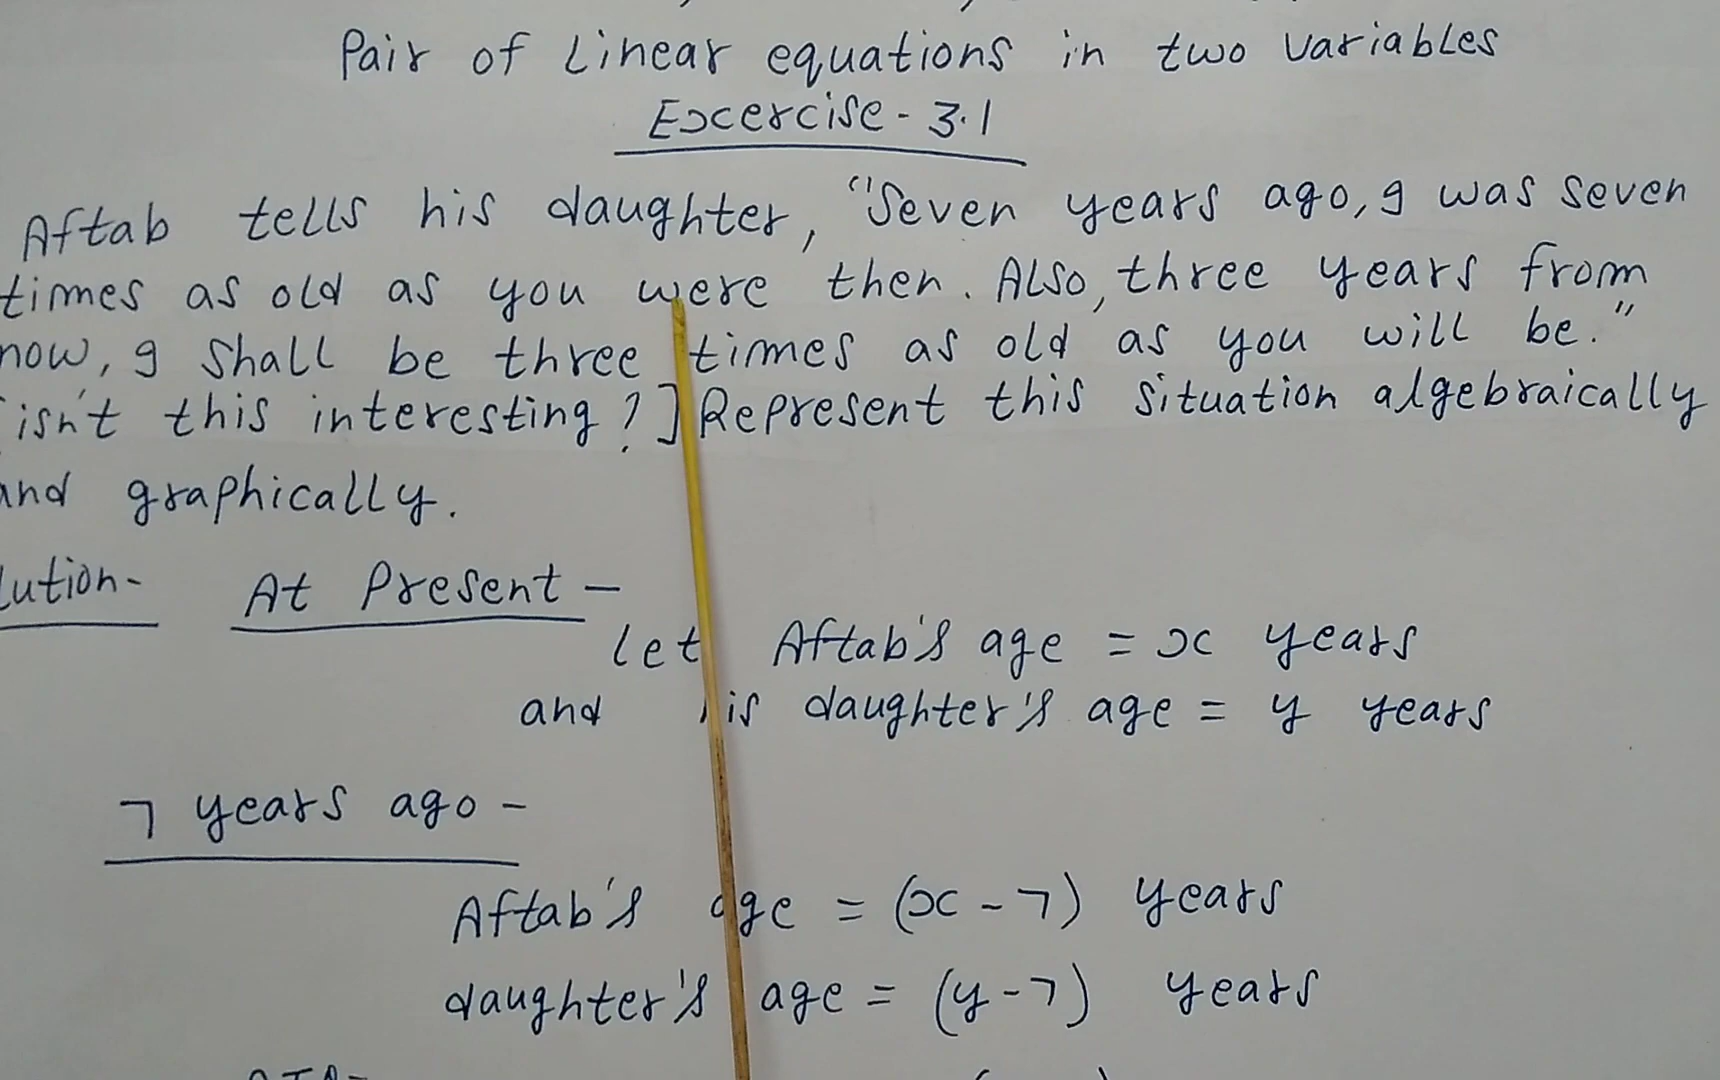 Pair of Linear equations in two variables
Excercise - 3.1
Aftab tells his daughter, "Seven years ago, I was seven
times as old as you were then. Also, three years from
now, I shall be three times as old as you will be."
isn't this interesting?] Represent this situation algebraically
and graphically.
lution- At Present -
Let Aftab's age = x years
and his daughter's age = y years
7 years ago -
Aftab's age = (x - 7) years
daughter's age = (y - 7) years